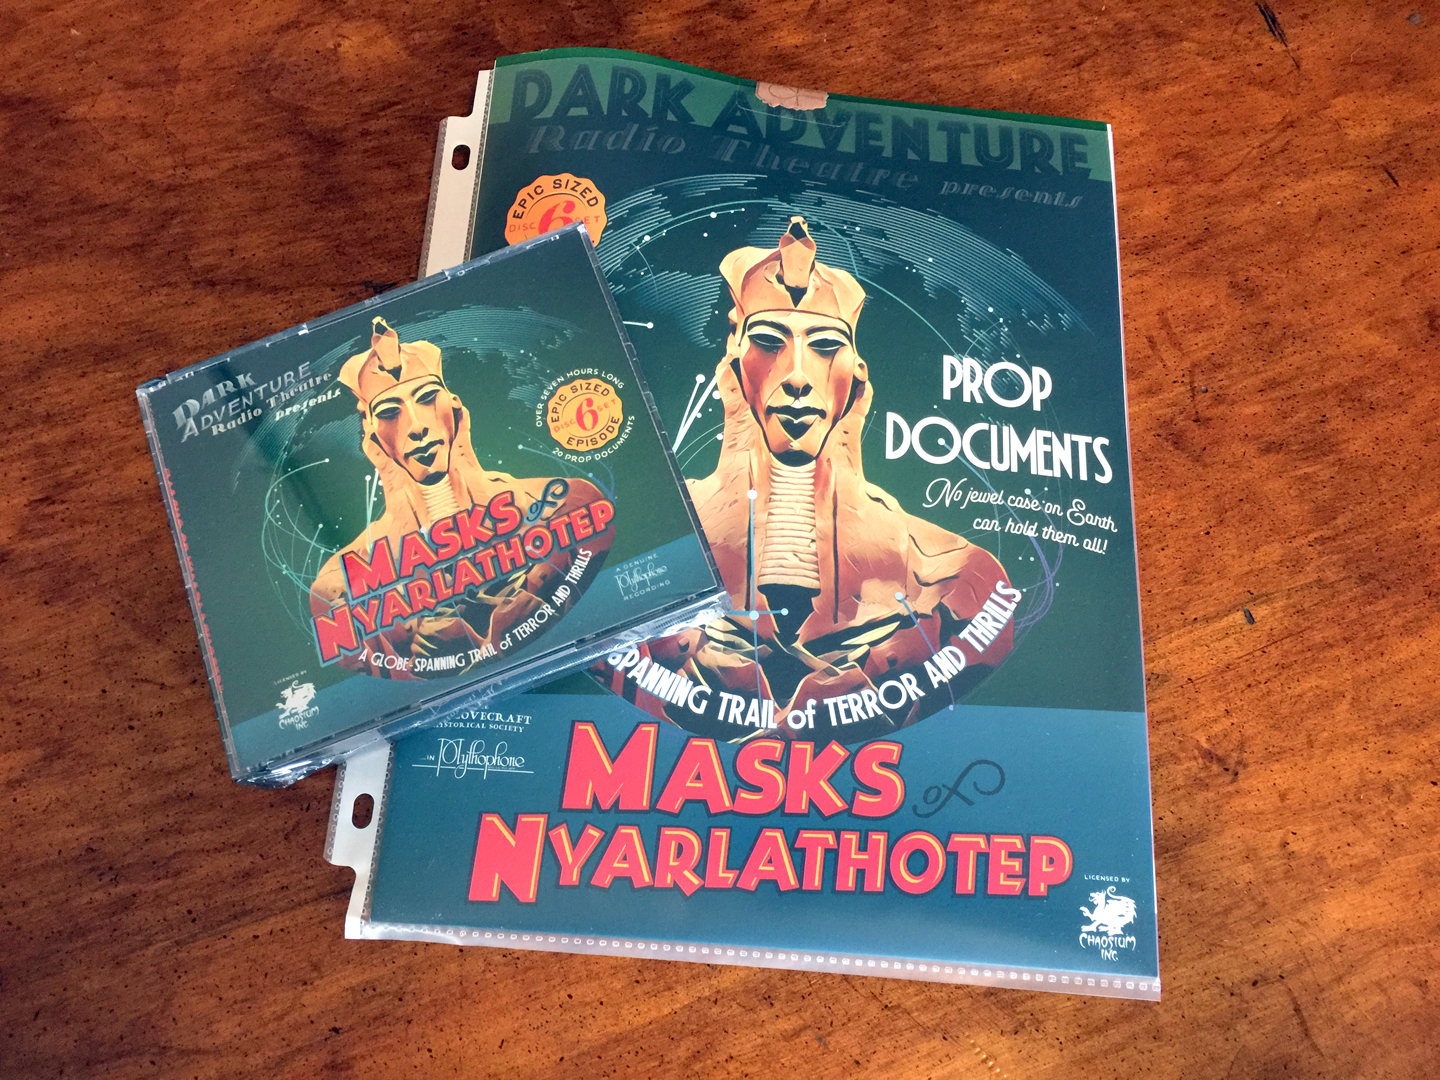 DARK ADVENTURE
Radio Theatre presents
EPIC SIZED
DISC 6 SET
PROP
DOCUMENTS
No jewel case on Earth
can hold them all!
SPANNING TRAIL of TERROR AND THRILLS
LOVECRAFT
HISTORICAL SOCIETY
...IN Mythophone
MASKS of
NYARLATHOTEP
LICENSED BY
CHAOSIUM
INC
DARK
ADVENTURE
Radio Theatre
presents
OVER SEVEN HOURS LONG
EPIC SIZED
DISC 6 SET
EPISODE
20 PROP DOCUMENTS
MASKS of
NYARLATHOTEP
A GLOBE-SPANNING TRAIL of TERROR AND THRILLS
A GENUINE
Mythophone
RECORDING
LICENSED BY
CHAOSIUM
INC